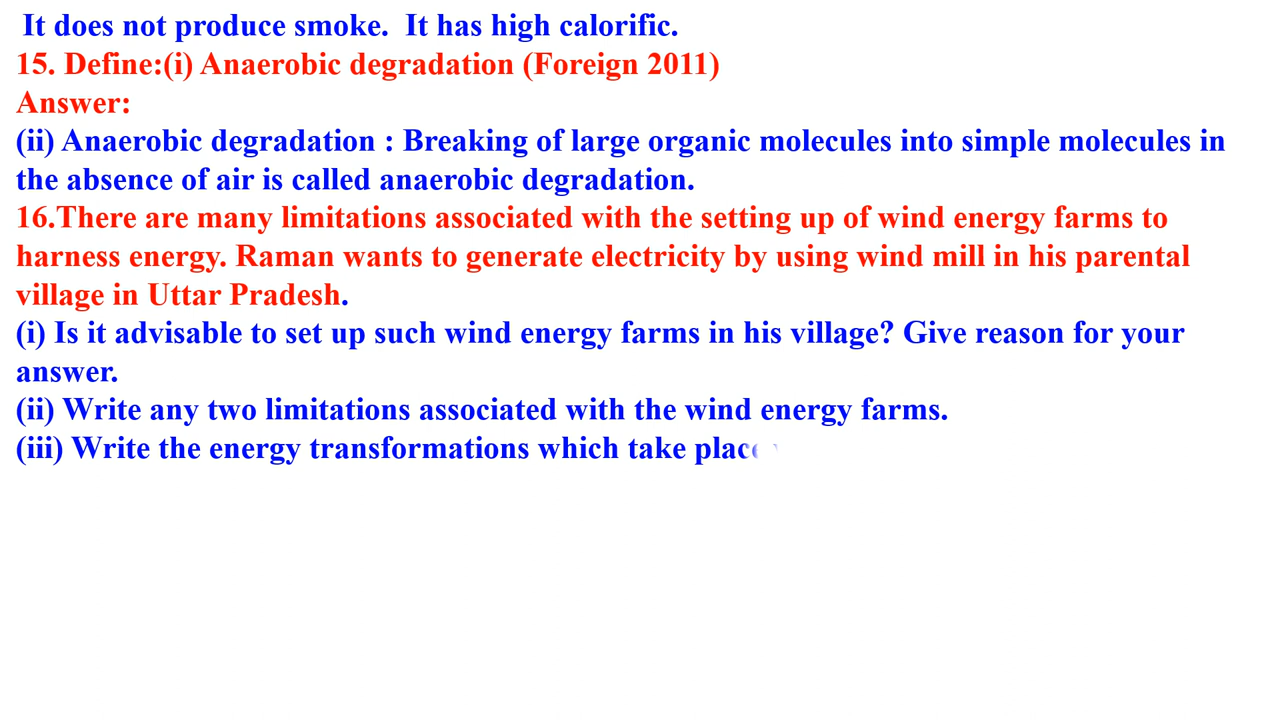 It does not produce smoke.  It has high calorific.
15. Define:(i) Anaerobic degradation (Foreign 2011)
Answer:
(ii) Anaerobic degradation : Breaking of large organic molecules into simple molecules in
the absence of air is called anaerobic degradation.
16.There are many limitations associated with the setting up of wind energy farms to
harness energy. Raman wants to generate electricity by using wind mill in his parental
village in Uttar Pradesh.
(i) Is it advisable to set up such wind energy farms in his village? Give reason for your
answer.
(ii) Write any two limitations associated with the wind energy farms.
(iii) Write the energy transformations which take place